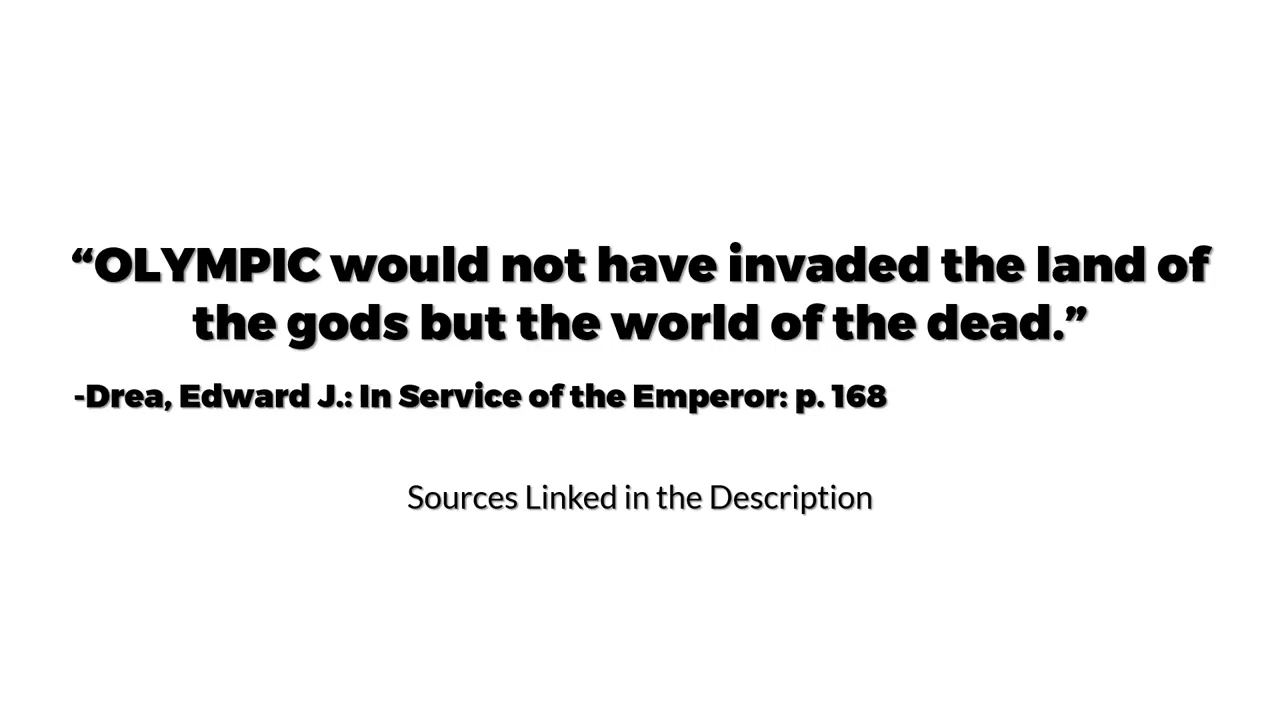 “OLYMPIC would not have invaded the land of
the gods but the world of the dead.”
-Drea, Edward J.: In Service of the Emperor: p. 168
Sources Linked in the Description